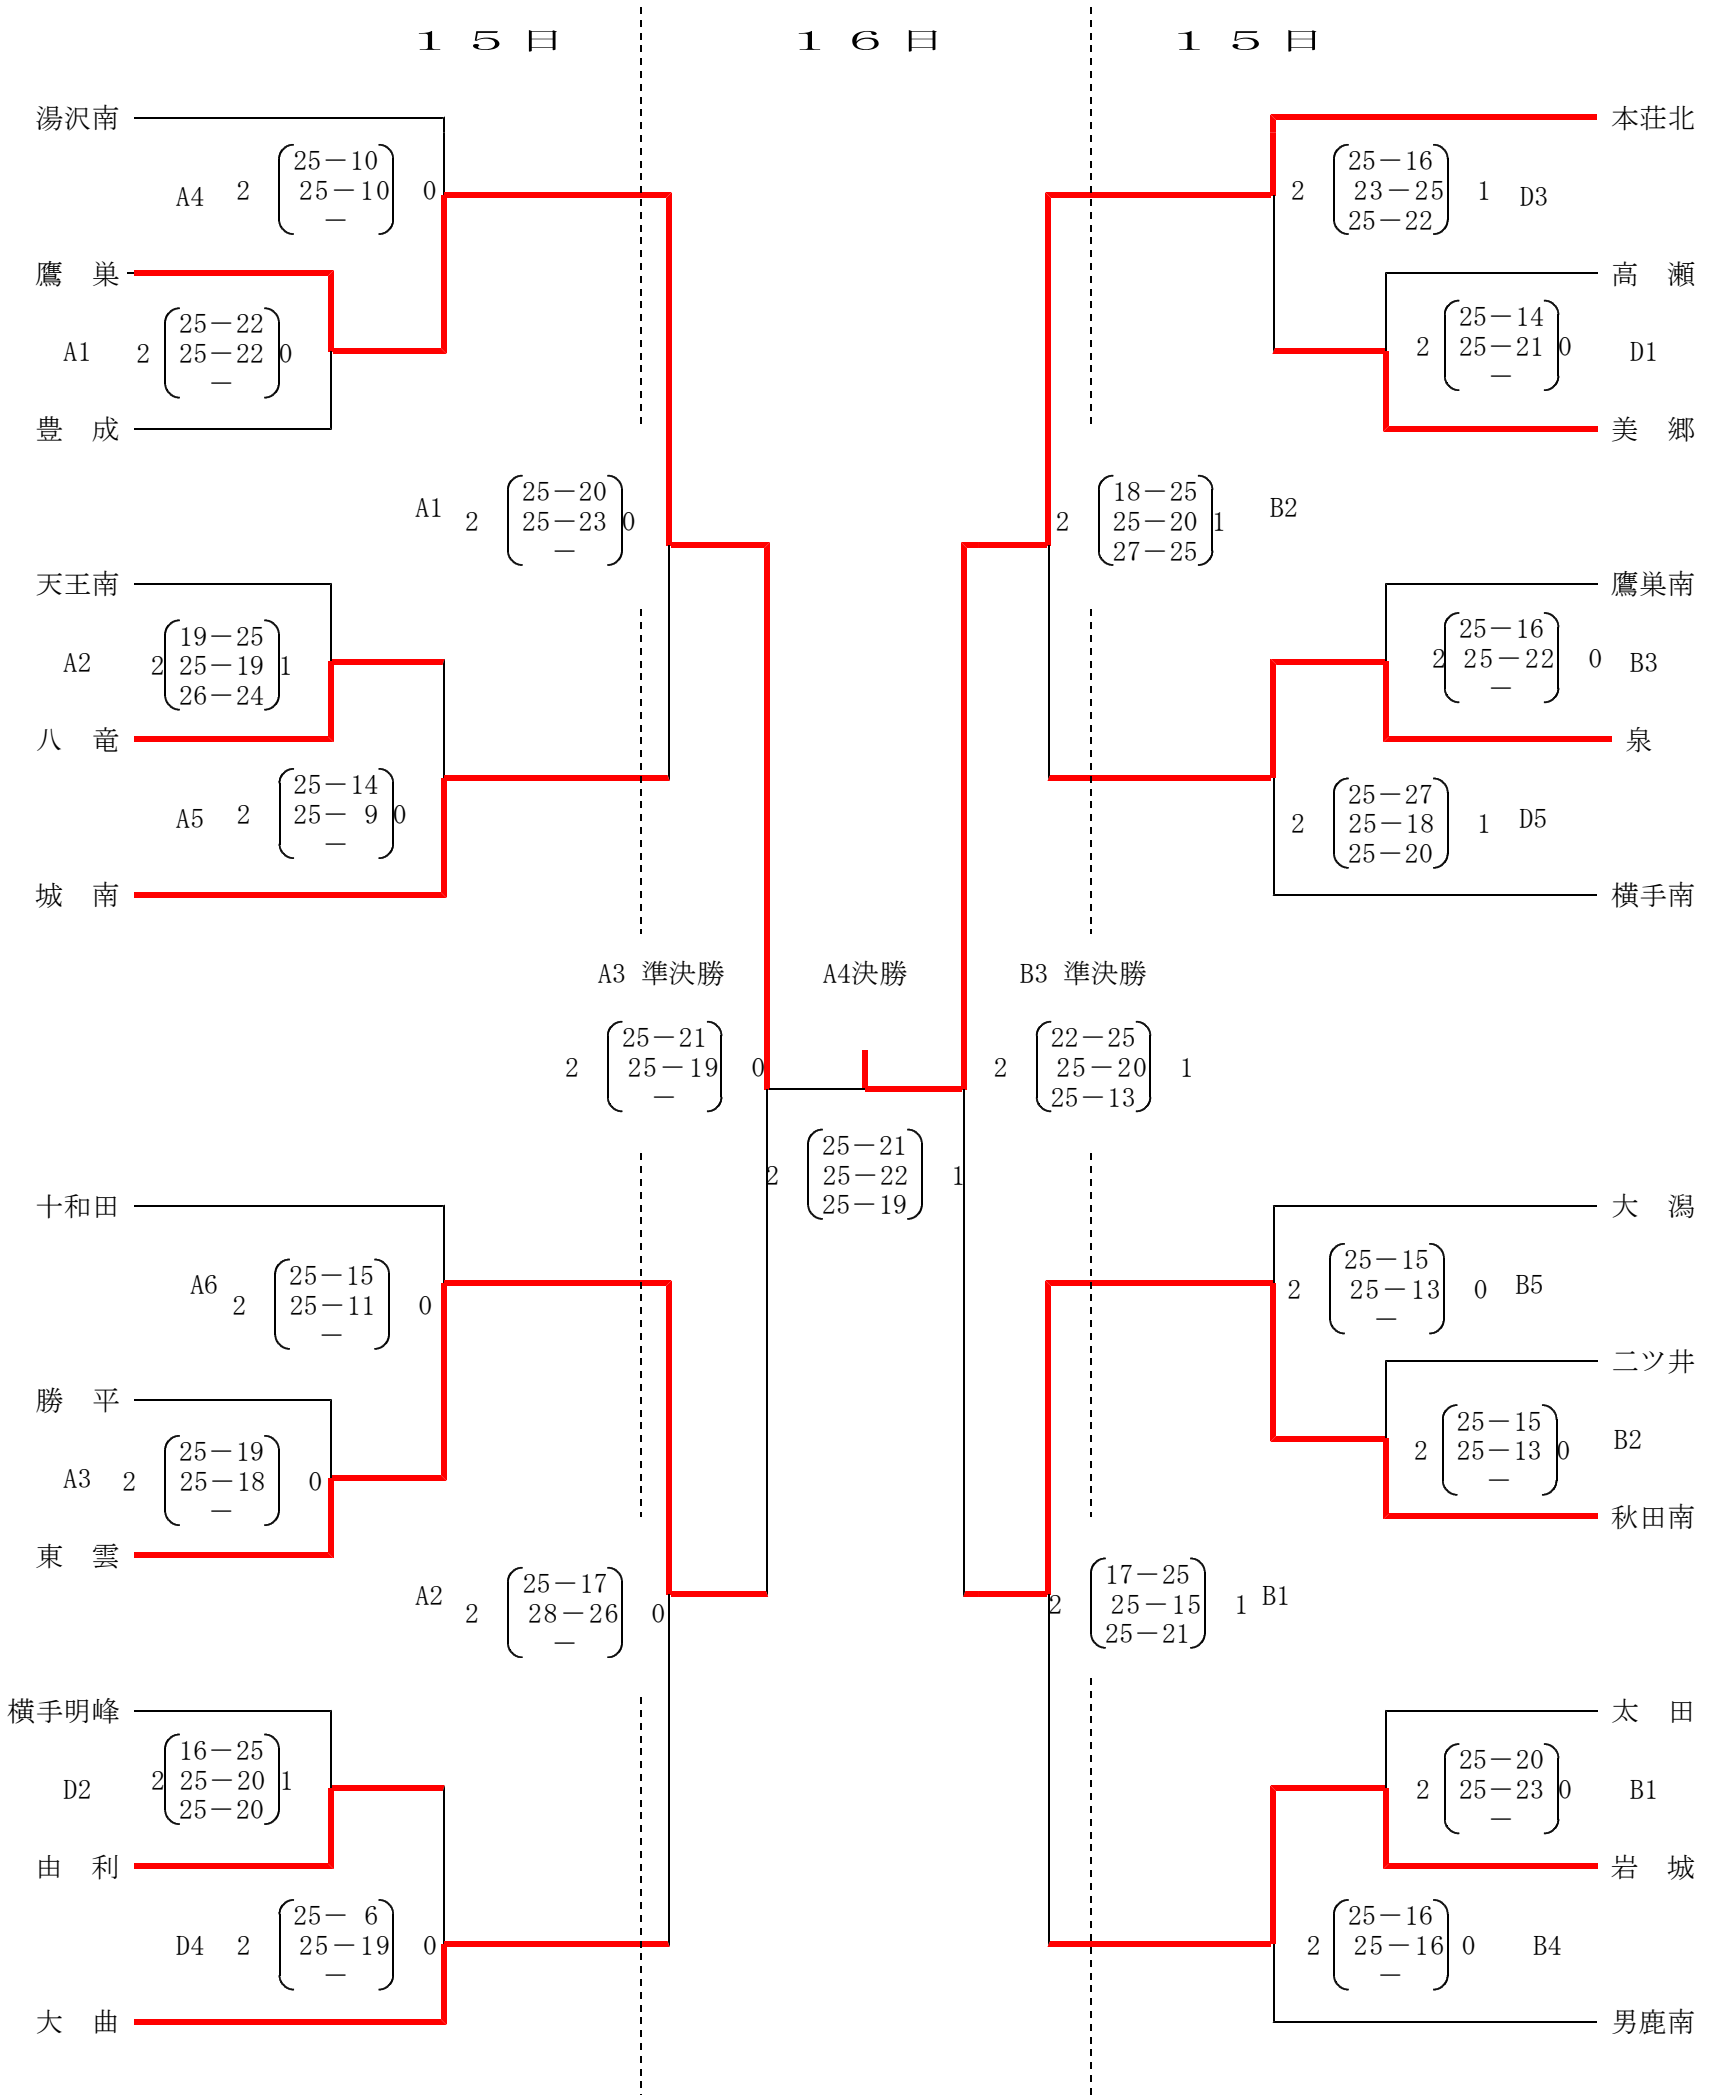 １５日
１６日
１５日
湯沢南
A4 2 25－10 0
25－10
－
鷹　巣
A1 2 25－22 0
25－22
－
豊　成
A1 2 25－20 0
25－23
－
天王南
A2 2 19－25 1
25－19
26－24
八　竜
A5 2 25－14 0
25－ 9
－
城　南
本荘北
2 25－16 1 D3
23－25
25－22
高　瀬
2 25－14 0 D1
25－21
－
美　郷
2 18－25 1 B2
25－20
27－25
鷹巣南
2 25－16 0 B3
25－22
－
泉
2 25－27 1 D5
25－18
25－20
横手南
A3 準決勝
2 25－21 0
25－19
－
A4決勝
2 25－21 1
25－22
25－19
B3 準決勝
2 22－25 1
25－20
25－13
十和田
A6 2 25－15 0
25－11
－
勝　平
A3 2 25－19 0
25－18
－
東　雲
A2 2 25－17 0
28－26
－
横手明峰
D2 2 16－25 1
25－20
25－20
由　利
D4 2 25－ 6 0
25－19
－
大　曲
大　潟
2 25－15 0 B5
25－13
－
二ツ井
2 25－15 0 B2
25－13
－
秋田南
2 17－25 1 B1
25－15
25－21
太　田
2 25－20 0 B1
25－23
－
岩　城
2 25－16 0 B4
25－16
－
男鹿南